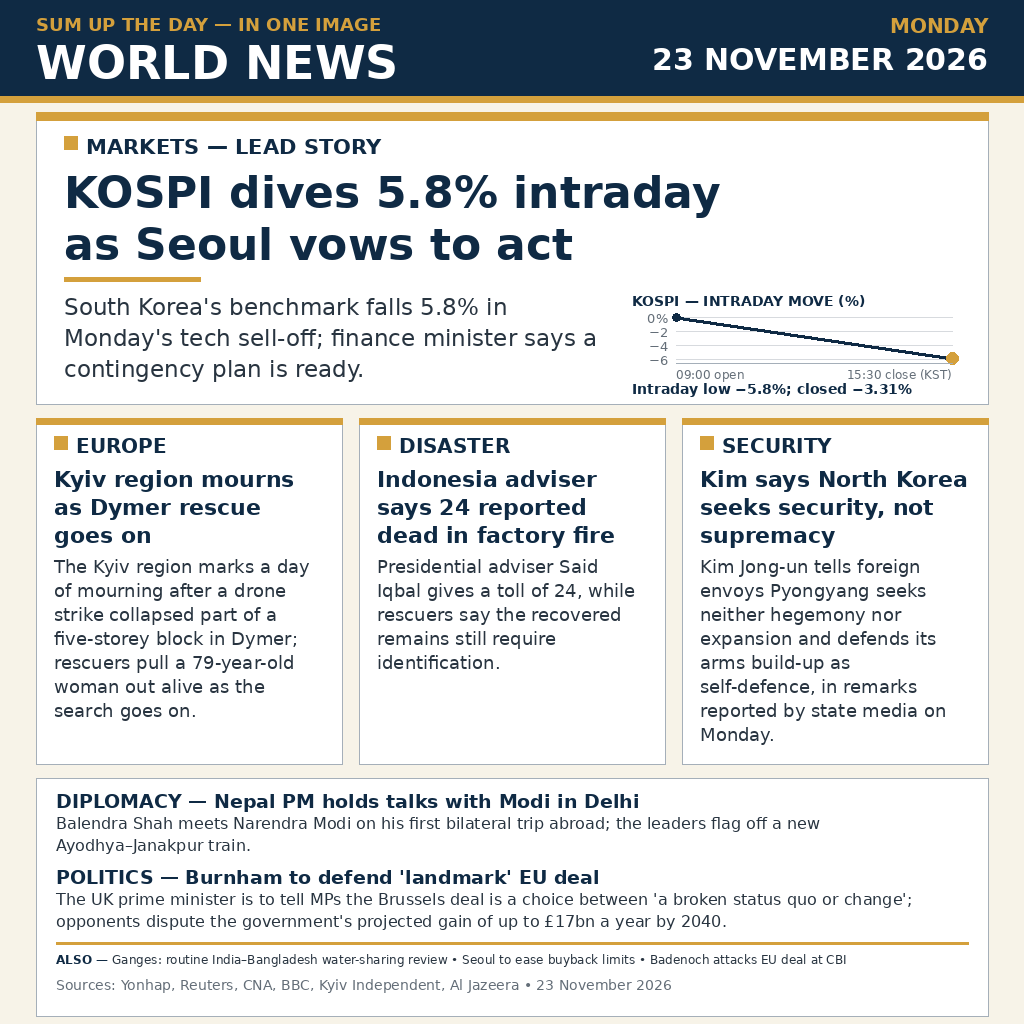 SUM UP THE DAY — IN ONE IMAGE
WORLD NEWS
MONDAY
23 NOVEMBER 2026
MARKETS — LEAD STORY
KOSPI dives 5.8% intraday
as Seoul vows to act
South Korea's benchmark falls 5.8% in
Monday's tech sell-off; finance minister says a
contingency plan is ready.
KOSPI — INTRADAY MOVE (%)
0%
−2
−4
−6
09:00 open
15:30 close (KST)
Intraday low −5.8%; closed −3.31%
EUROPE
Kyiv region mourns
as Dymer rescue
goes on
The Kyiv region marks a day
of mourning after a drone
strike collapsed part of a
five-storey block in Dymer;
rescuers pull a 79-year-old
woman out alive as the
search goes on.
DISASTER
Indonesia adviser
says 24 reported
dead in factory fire
Presidential adviser Said
Iqbal gives a toll of 24, while
rescuers say the recovered
remains still require
identification.
SECURITY
Kim says North Korea
seeks security, not
supremacy
Kim Jong-un tells foreign
envoys Pyongyang seeks
neither hegemony nor
expansion and defends its
arms build-up as
self-defence, in remarks
reported by state media on
Monday.
DIPLOMACY — Nepal PM holds talks with Modi in Delhi
Balendra Shah meets Narendra Modi on his first bilateral trip abroad; the leaders flag off a new
Ayodhya–Janakpur train.
POLITICS — Burnham to defend 'landmark' EU deal
The UK prime minister is to tell MPs the Brussels deal is a choice between 'a broken status quo or change';
opponents dispute the government's projected gain of up to £17bn a year by 2040.
ALSO — Ganges: routine India–Bangladesh water-sharing review • Seoul to ease buyback limits • Badenoch attacks EU deal at CBI
Sources: Yonhap, Reuters, CNA, BBC, Kyiv Independent, Al Jazeera • 23 November 2026